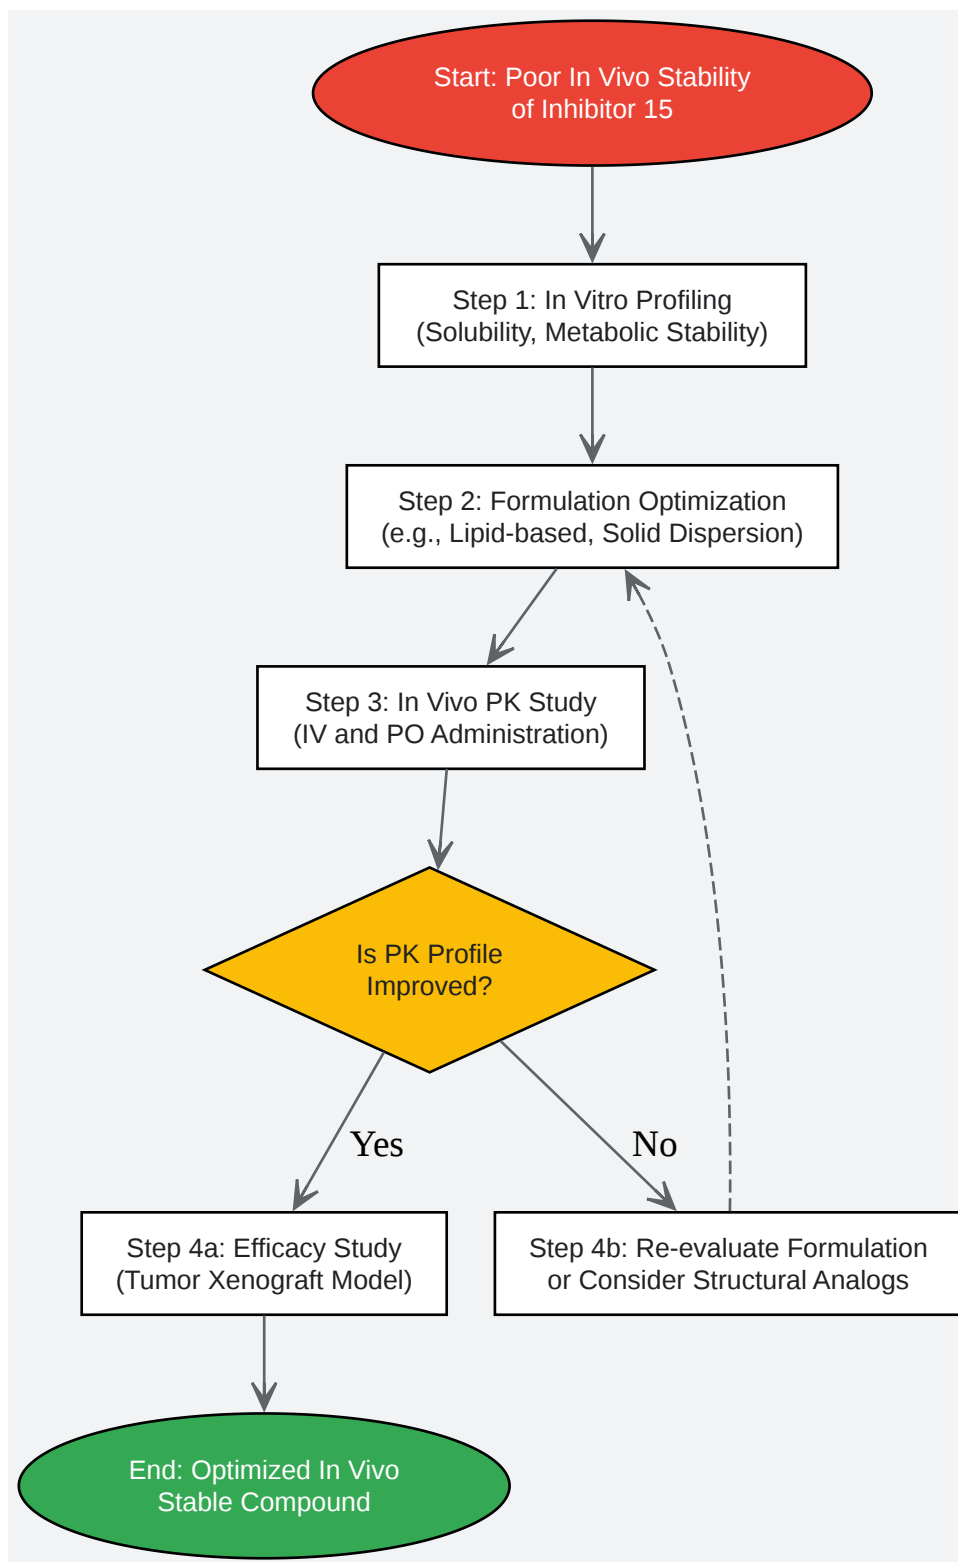 Start: Poor In Vivo Stability
of Inhibitor 15
Step 1: In Vitro Profiling
(Solubility, Metabolic Stability)
Step 2: Formulation Optimization
(e.g., Lipid-based, Solid Dispersion)
Step 3: In Vivo PK Study
(IV and PO Administration)
Is PK Profile
Improved?
Yes
No
Step 4a: Efficacy Study
(Tumor Xenograft Model)
Step 4b: Re-evaluate Formulation
or Consider Structural Analogs
End: Optimized In Vivo
Stable Compound